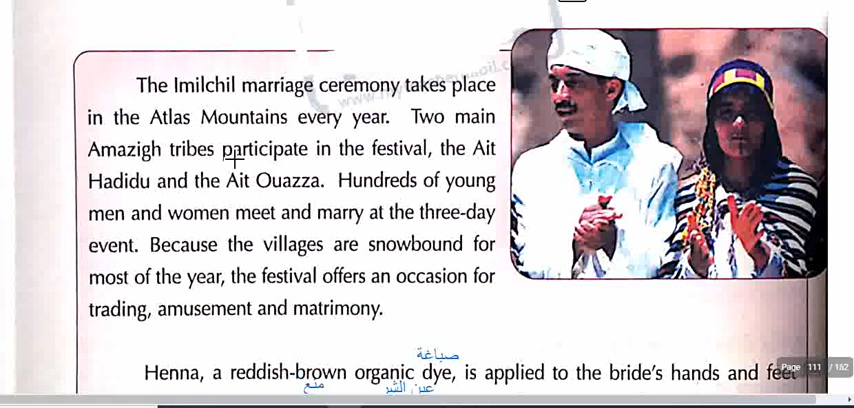 The Imilchil marriage ceremony takes place
in the Atlas Mountains every year. Two main
Amazigh tribes participate in the festival, the Ait
Hadidu and the Ait Ouazza. Hundreds of young
men and women meet and marry at the three-day
event. Because the villages are snowbound for
most of the year, the festival offers an occasion for
trading, amusement and matrimony.
صباغة
Henna, a reddish-brown organic dye, is applied to the bride's hands and feet
منع عين الشر
Page 111 / 182